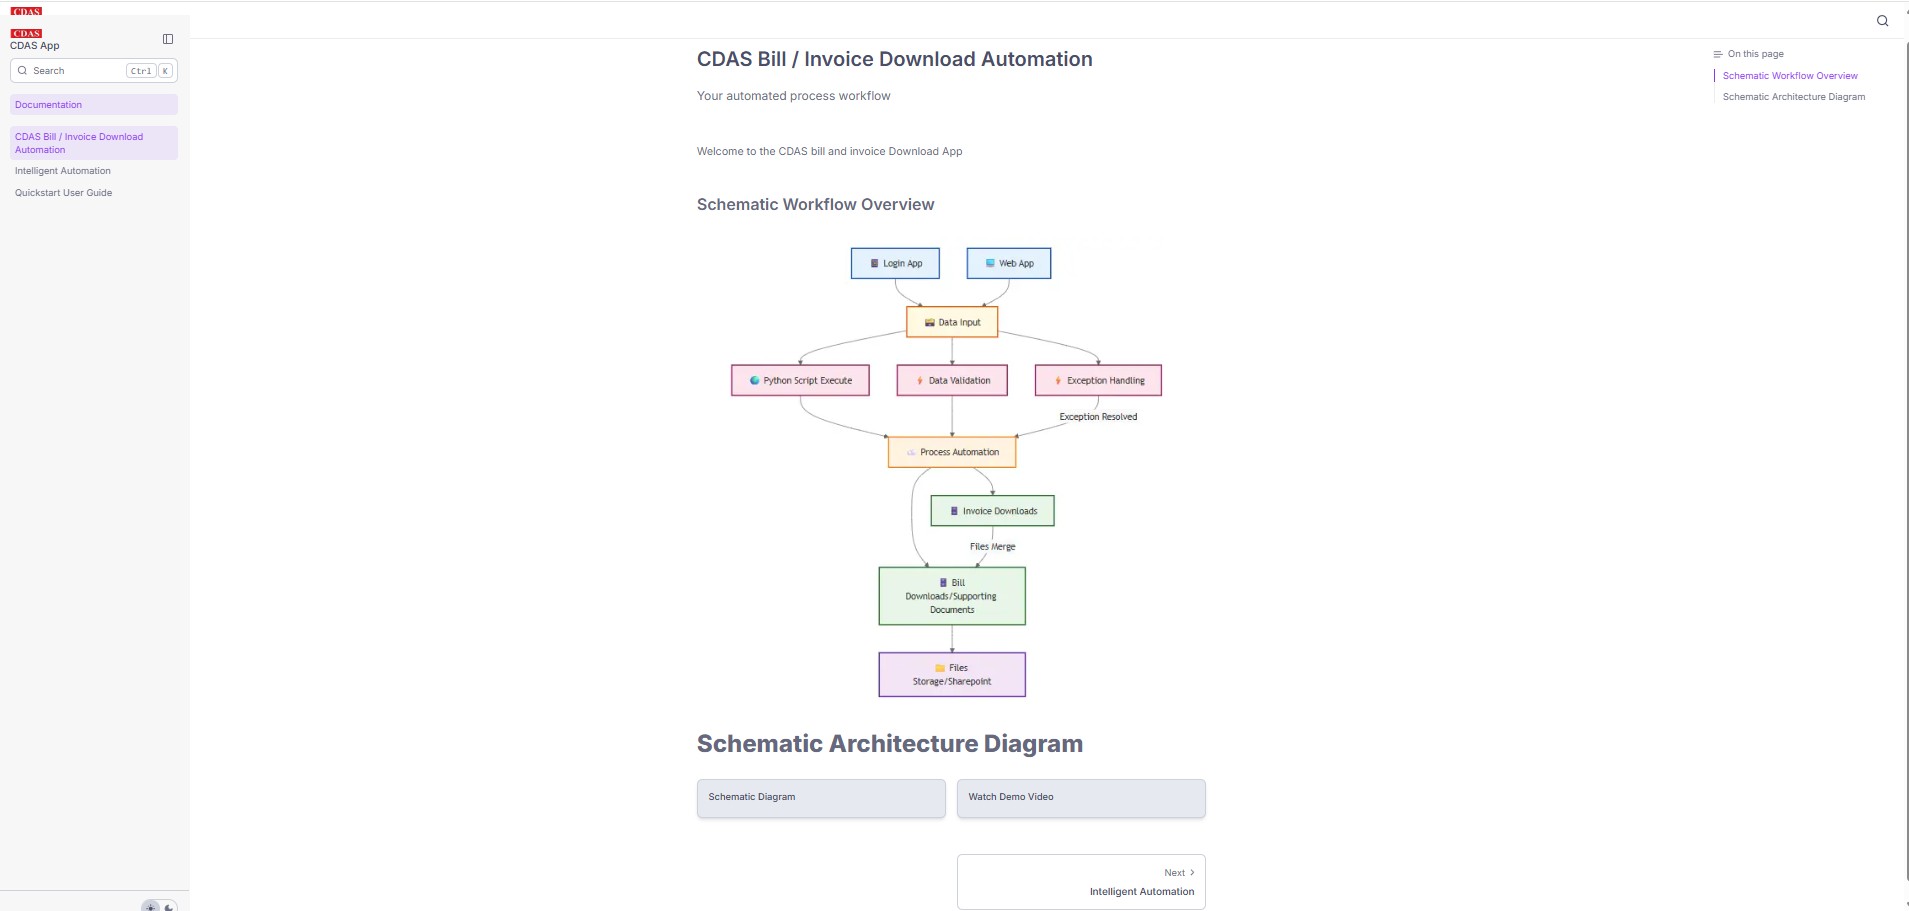 CDAS
CDAS
CDAS App
Search
Ctrl K
Documentation
CDAS Bill / Invoice Download
Automation
Intelligent Automation
Quickstart User Guide
CDAS Bill / Invoice Download Automation
Your automated process workflow
Welcome to the CDAS bill and invoice Download App
Schematic Workflow Overview
Login App
Web App
Data Input
Python Script Execute
Data Validation
Exception Handling
Exception Resolved
Process Automation
Invoice Downloads
Files Merge
Bill
Downloads/Supporting
Documents
Files
Storage/Sharepoint
Schematic Architecture Diagram
Schematic Diagram
Watch Demo Video
Next
Intelligent Automation
On this page
Schematic Workflow Overview
Schematic Architecture Diagram